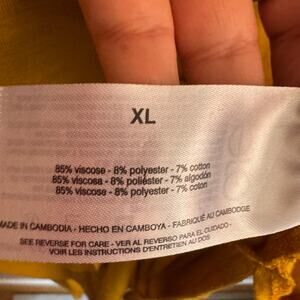 XL
85% viscose - 8% polyester - 7% cotton
85% viscosa - 8% poliéster - 7% algodón
85% viscose - 8% polyester - 7% coton
MADE IN CAMBODIA - HECHO EN CAMBOYA - FABRIQUÉ AU CAMBODGE
SEE REVERSE FOR CARE - VER AL REVERSO PARA EL CUIDADO -
VOIR LES INSTRUCTIONS D'ENTRETIEN AU DOS